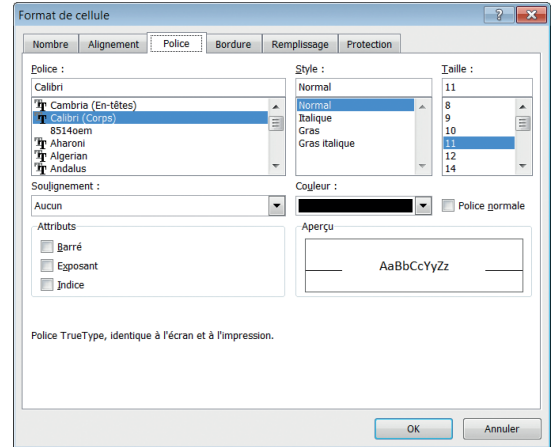 Format de cellule
Nombre Alignement Police Bordure Remplissage Protection
Police : Style : Taille :
Calibri Normal 11
Cambria (En-têtes) Normal 8
Calibri (Corps) Italique 9
8514oem Gras 10
Aharoni Gras italique 11
Algerian 12
Andalus 14
Soulignement : Couleur :
Aucun Police normale
Attributs Aperçu
Barré
Exposant AaBbCcYyZz
Indice
Police TrueType, identique à l'écran et à l'impression.
OK Annuler